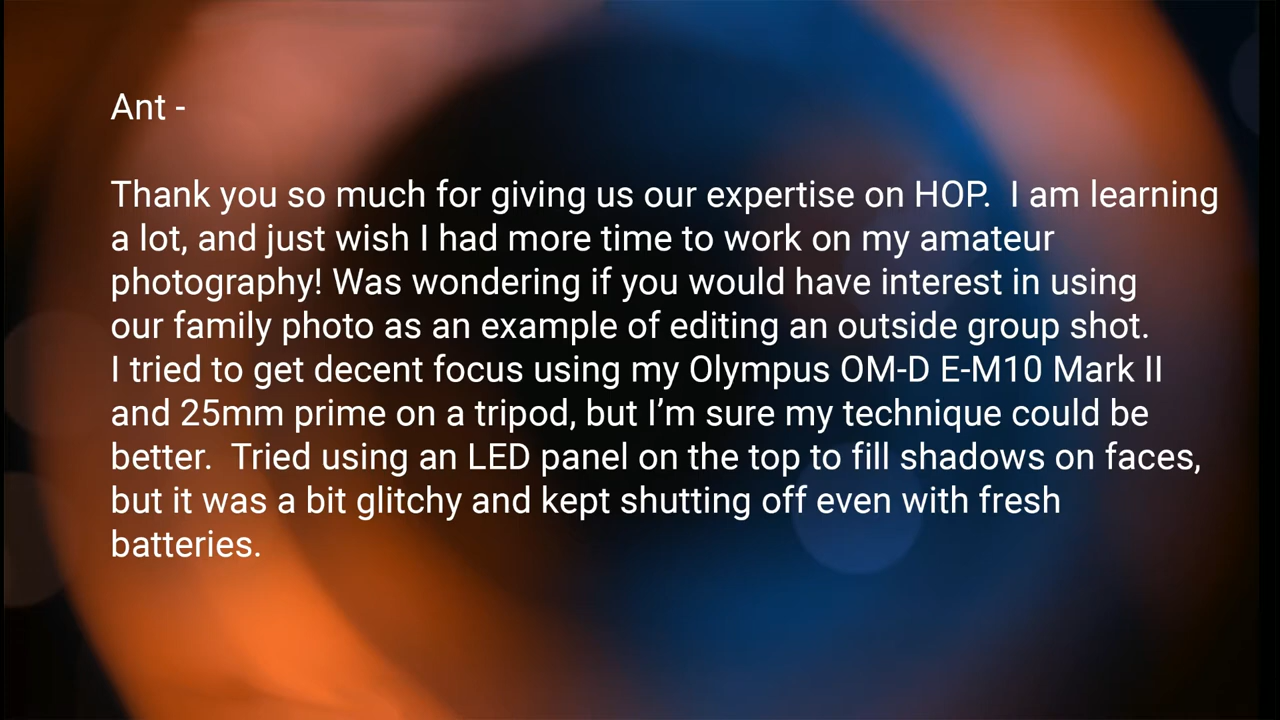 Ant -
Thank you so much for giving us our expertise on HOP.  I am learning
a lot, and just wish I had more time to work on my amateur
photography! Was wondering if you would have interest in using
our family photo as an example of editing an outside group shot.
I tried to get decent focus using my Olympus OM-D E-M10 Mark II
and 25mm prime on a tripod, but I’m sure my technique could be
better.  Tried using an LED panel on the top to fill shadows on faces,
but it was a bit glitchy and kept shutting off even with fresh
batteries.